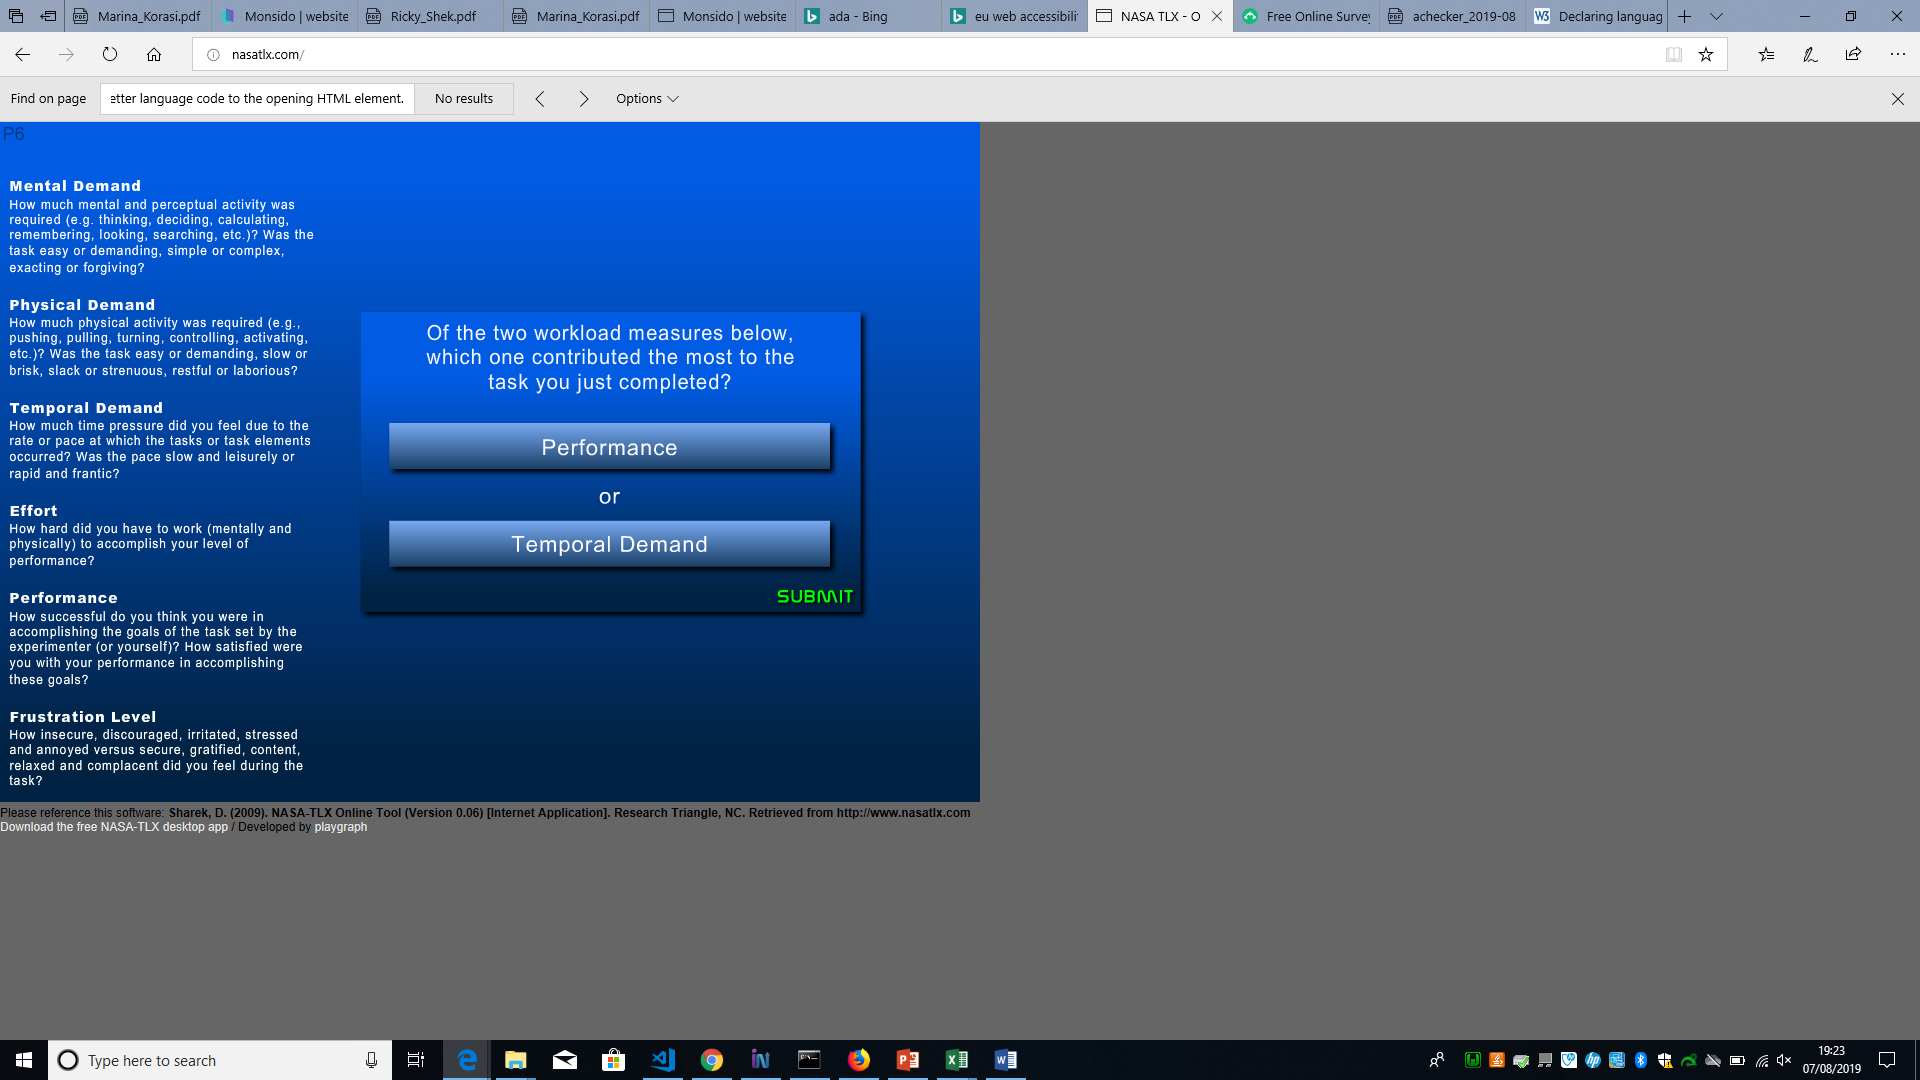 Marina_Korasi.pdf
Monsido | website
Ricky_Shek.pdf
Marina_Korasi.pdf
Monsido | website
ada - Bing
eu web accessibili
NASA TLX - O
Free Online Survey
achecker_2019-08
Declaring languag
nasatlx.com/
Find on page
etter language code to the opening HTML element.
No results
Options
P6
Mental Demand
How much mental and perceptual activity was
required (e.g. thinking, deciding, calculating,
remembering, looking, searching, etc.)? Was the
task easy or demanding, simple or complex,
exacting or forgiving?
Physical Demand
How much physical activity was required (e.g.,
pushing, pulling, turning, controlling, activating,
etc.)? Was the task easy or demanding, slow or
brisk, slack or strenuous, restful or laborious?
Temporal Demand
How much time pressure did you feel due to the
rate or pace at which the tasks or task elements
occurred? Was the pace slow and leisurely or
rapid and frantic?
Effort
How hard did you have to work (mentally and
physically) to accomplish your level of
performance?
Performance
How successful do you think you were in
accomplishing the goals of the task set by the
experimenter (or yourself)? How satisfied were
you with your performance in accomplishing
these goals?
Frustration Level
How insecure, discouraged, irritated, stressed
and annoyed versus secure, gratified, content,
relaxed and complacent did you feel during the
task?
Of the two workload measures below,
which one contributed the most to the
task you just completed?
Performance
or
Temporal Demand
SUBMIT
Please reference this software: Sharek, D. (2009). NASA-TLX Online Tool (Version 0.06) [Internet Application]. Research Triangle, NC. Retrieved from http://www.nasatlx.com
Download the free NASA-TLX desktop app / Developed by playgraph
Type here to search
19:23
07/08/2019